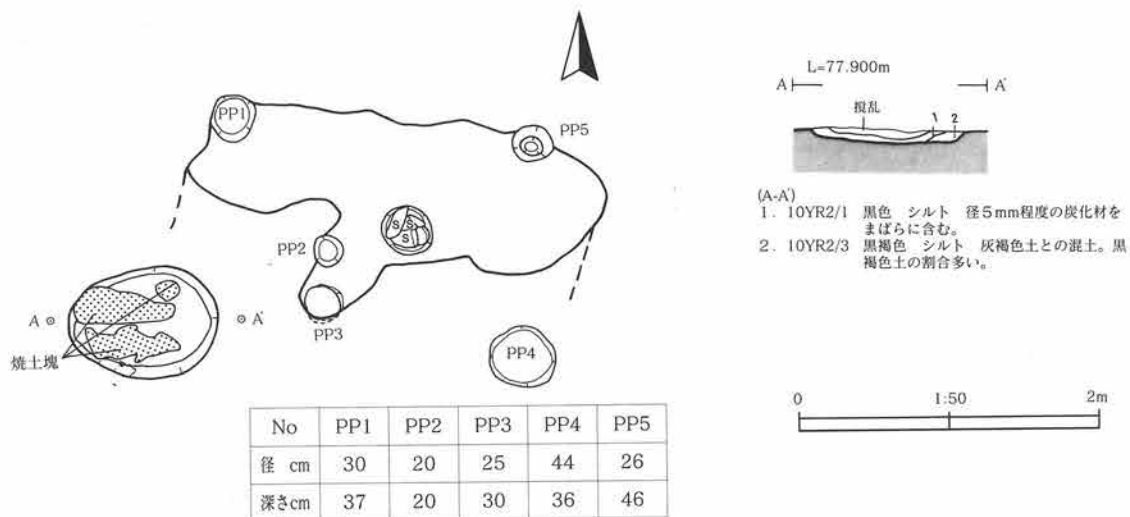 PP1
PP5
S
S
S
PP2
PP3
PP4
A
A'
焼土塊
No PP1 PP2 PP3 PP4 PP5
径 cm 30 20 25 44 26
深さcm 37 20 30 36 46
L=77.900m
A A'
撹乱 1 2
(A-A')
1. 10YR2/1 黒色 シルト 径5mm程度の炭化材を
まばらに含む。
2. 10YR2/3 黒褐色 シルト 灰褐色土との混土。黒
褐色土の割合多い。
0 1:50 2m